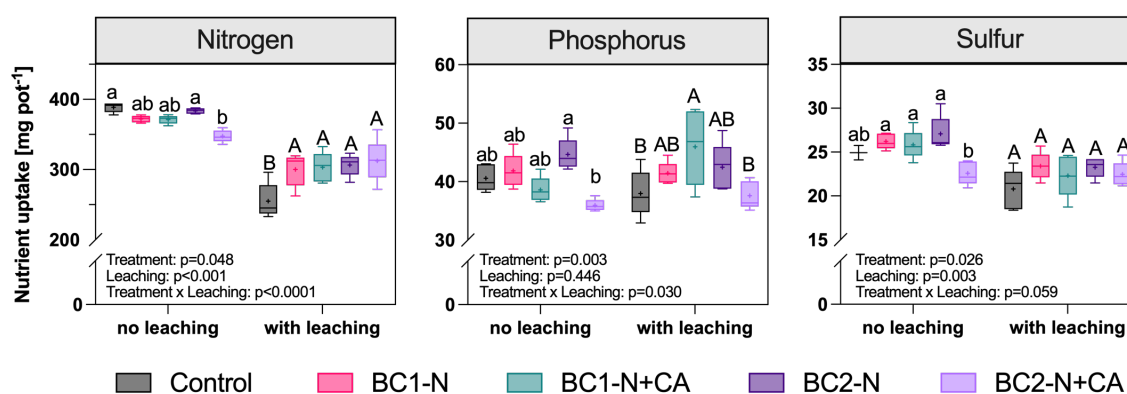 Nitrogen
Phosphorus
Sulfur
Nutrient uptake [mg pot⁻¹]
400
300
200
0
a
ab
ab
a
b
B
A
A
A
A
Treatment: p=0.048
Leaching: p<0.001
Treatment x Leaching: p<0.0001
no leaching
with leaching
60
50
40
30
0
ab
ab
ab
a
b
B
AB
A
AB
B
Treatment: p=0.003
Leaching: p=0.446
Treatment x Leaching: p=0.030
no leaching
with leaching
35
30
25
20
15
0
ab
a
a
a
b
A
A
A
A
A
Treatment: p=0.026
Leaching: p=0.003
Treatment x Leaching: p=0.059
no leaching
with leaching
Control
BC1-N
BC1-N+CA
BC2-N
BC2-N+CA